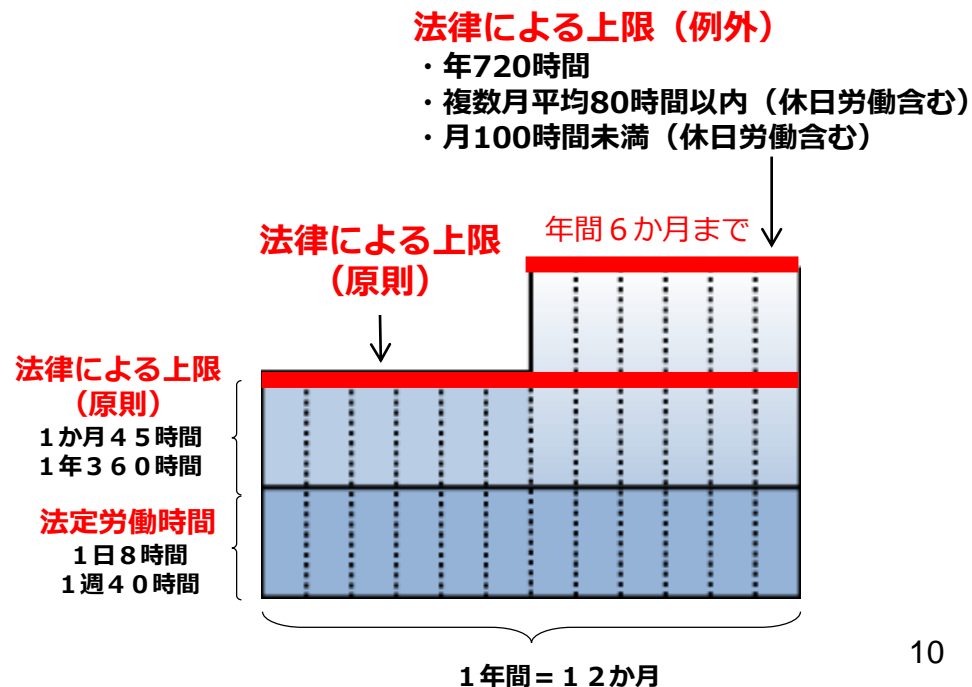 法律による上限（例外）
・年720時間
・複数月平均80時間以内（休日労働含む）
・月100時間未満（休日労働含む）
年間６か月まで
法律による上限
（原則）
法律による上限
（原則）
１か月４５時間
１年３６０時間
法定労働時間
１日８時間
１週４０時間
１年間＝１２か月
10